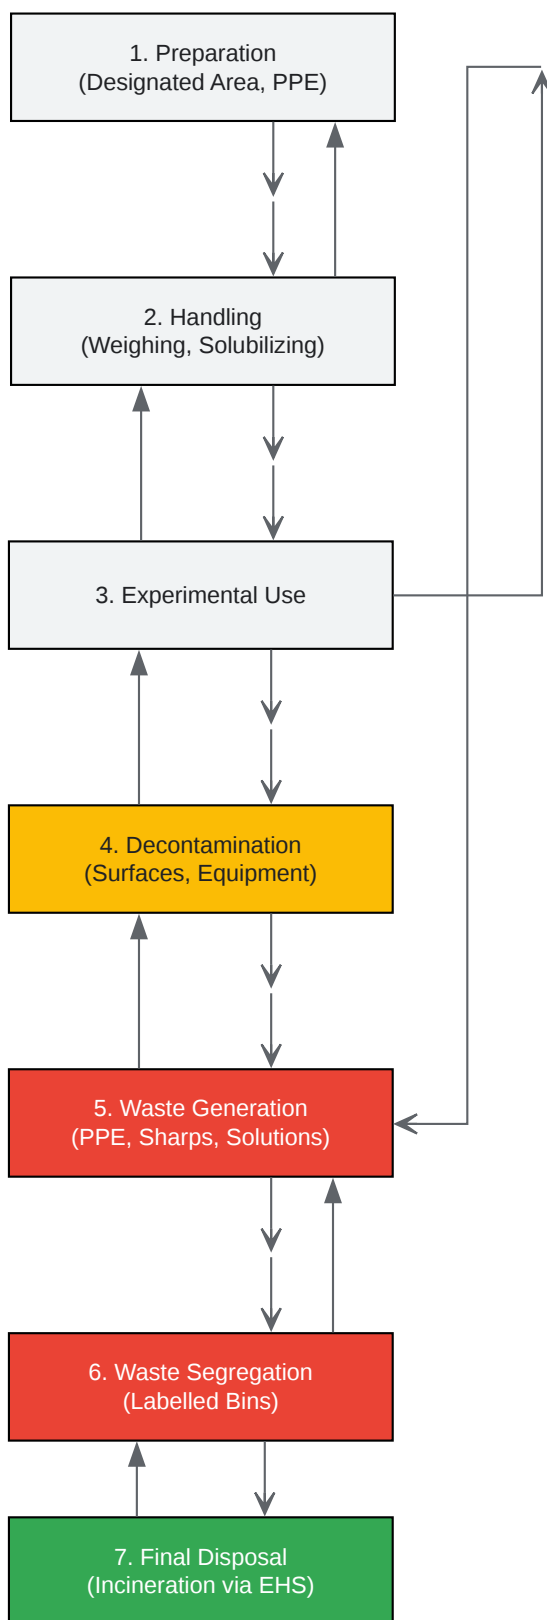 1. Preparation
(Designated Area, PPE)
2. Handling
(Weighing, Solubilizing)
3. Experimental Use
4. Decontamination
(Surfaces, Equipment)
5. Waste Generation
(PPE, Sharps, Solutions)
6. Waste Segregation
(Labelled Bins)
7. Final Disposal
(Incineration via EHS)